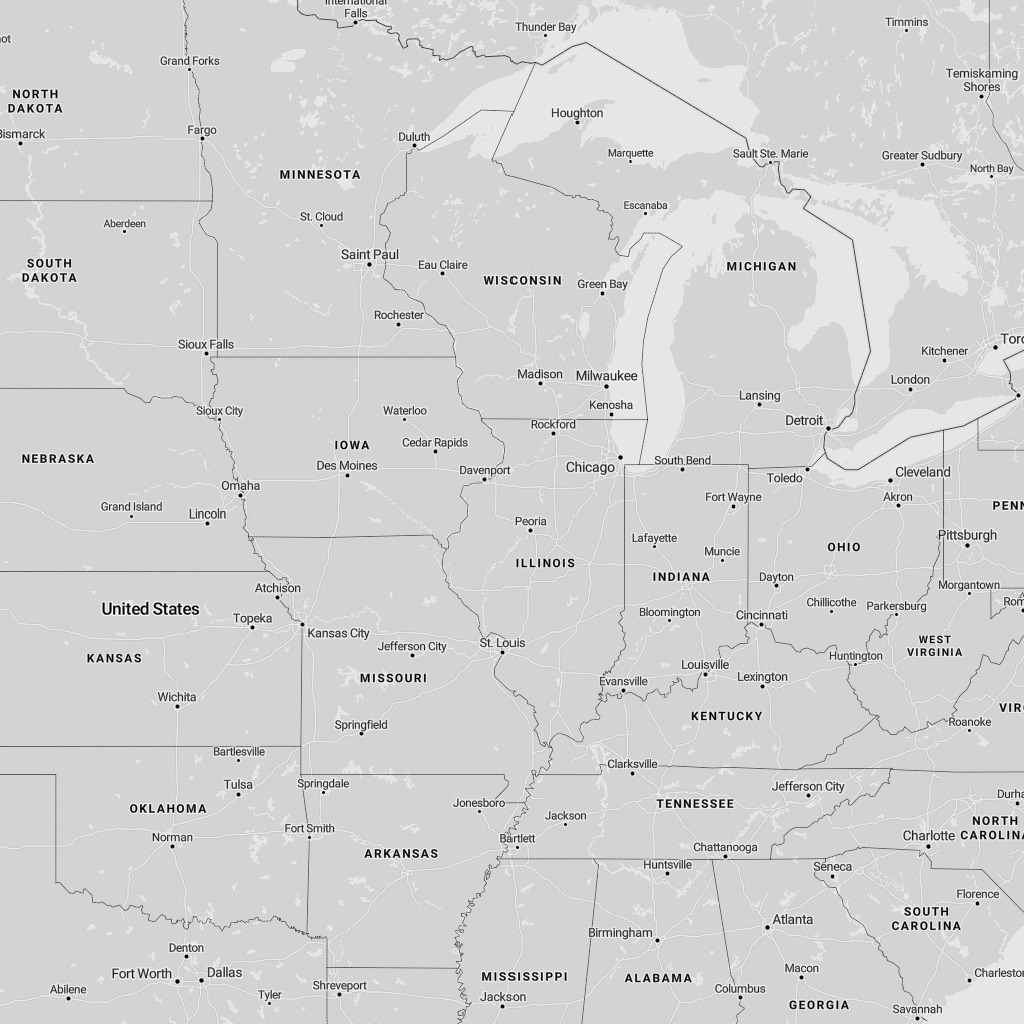 International
Falls
Thunder Bay
Timmins
Grand Forks
Temiskaming
Shores
NORTH
DAKOTA
Houghton
Bismarck
Fargo
Duluth
Marquette
Sault Ste. Marie
Greater Sudbury
North Bay
MINNESOTA
Aberdeen
St. Cloud
Escanaba
Saint Paul
SOUTH
DAKOTA
Eau Claire
WISCONSIN
Green Bay
MICHIGAN
Rochester
Sioux Falls
Kitchener
Toro
Madison
Milwaukee
London
Lansing
Kenosha
Sioux City
Waterloo
Rockford
Detroit
IOWA
Cedar Rapids
NEBRASKA
Des Moines
Davenport
Chicago
South Bend
Toledo
Cleveland
Omaha
Fort Wayne
Akron
Grand Island
Lincoln
PENN
Peoria
Lafayette
Pittsburgh
Muncie
OHIO
ILLINOIS
INDIANA
Dayton
Morgantown
Atchison
United States
Chillicothe
Parkersburg
Rom
Bloomington
Cincinnati
Topeka
Kansas City
St. Louis
Jefferson City
WEST
VIRGINIA
KANSAS
Huntington
Louisville
MISSOURI
Evansville
Lexington
Wichita
VIRG
KENTUCKY
Roanoke
Springfield
Bartlesville
Clarksville
Tulsa
Springdale
Jefferson City
Durha
OKLAHOMA
Jonesboro
TENNESSEE
Jackson
NORTH
CAROLINA
Norman
Fort Smith
Bartlett
Charlotte
ARKANSAS
Chattanooga
Huntsville
Seneca
Florence
SOUTH
CAROLINA
Atlanta
Birmingham
Denton
Fort Worth
Dallas
MISSISSIPPI
ALABAMA
Macon
Charleston
Abilene
Tyler
Shreveport
Columbus
Jackson
GEORGIA
Savannah